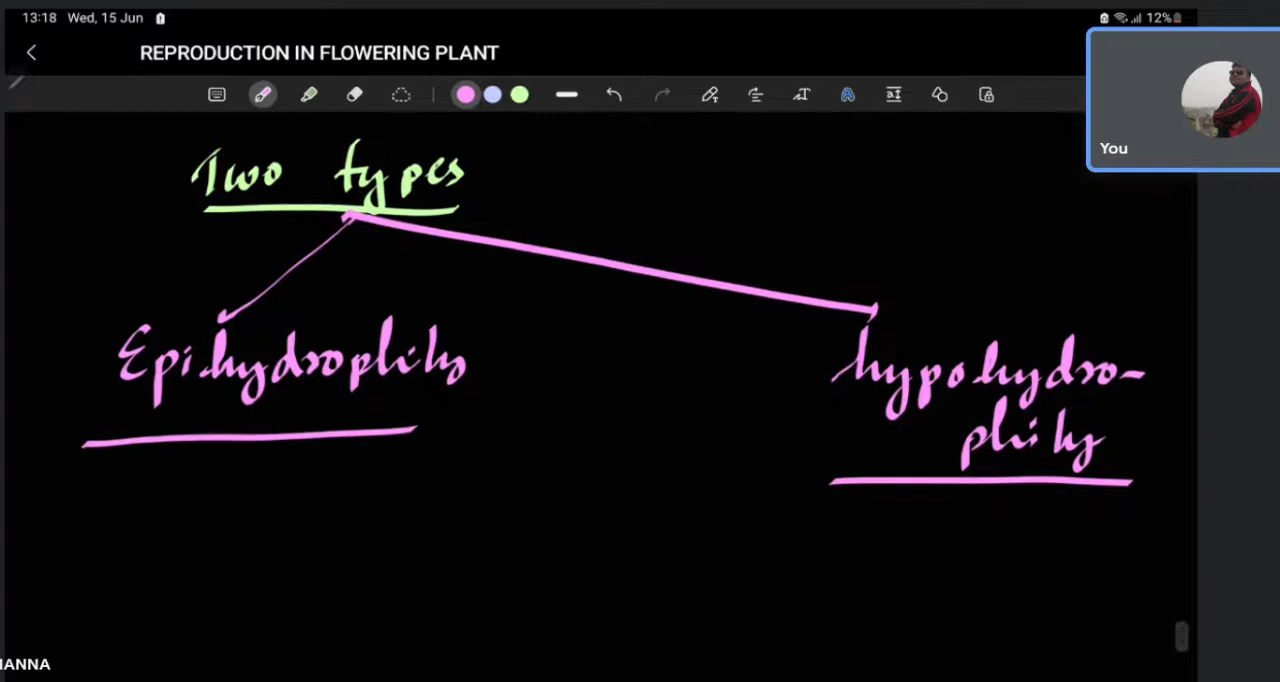 13:18 Wed, 15 Jun 12%
REPRODUCTION IN FLOWERING PLANT
You
Two types
Epihydrophily
hypohydro-
phily
IANNA